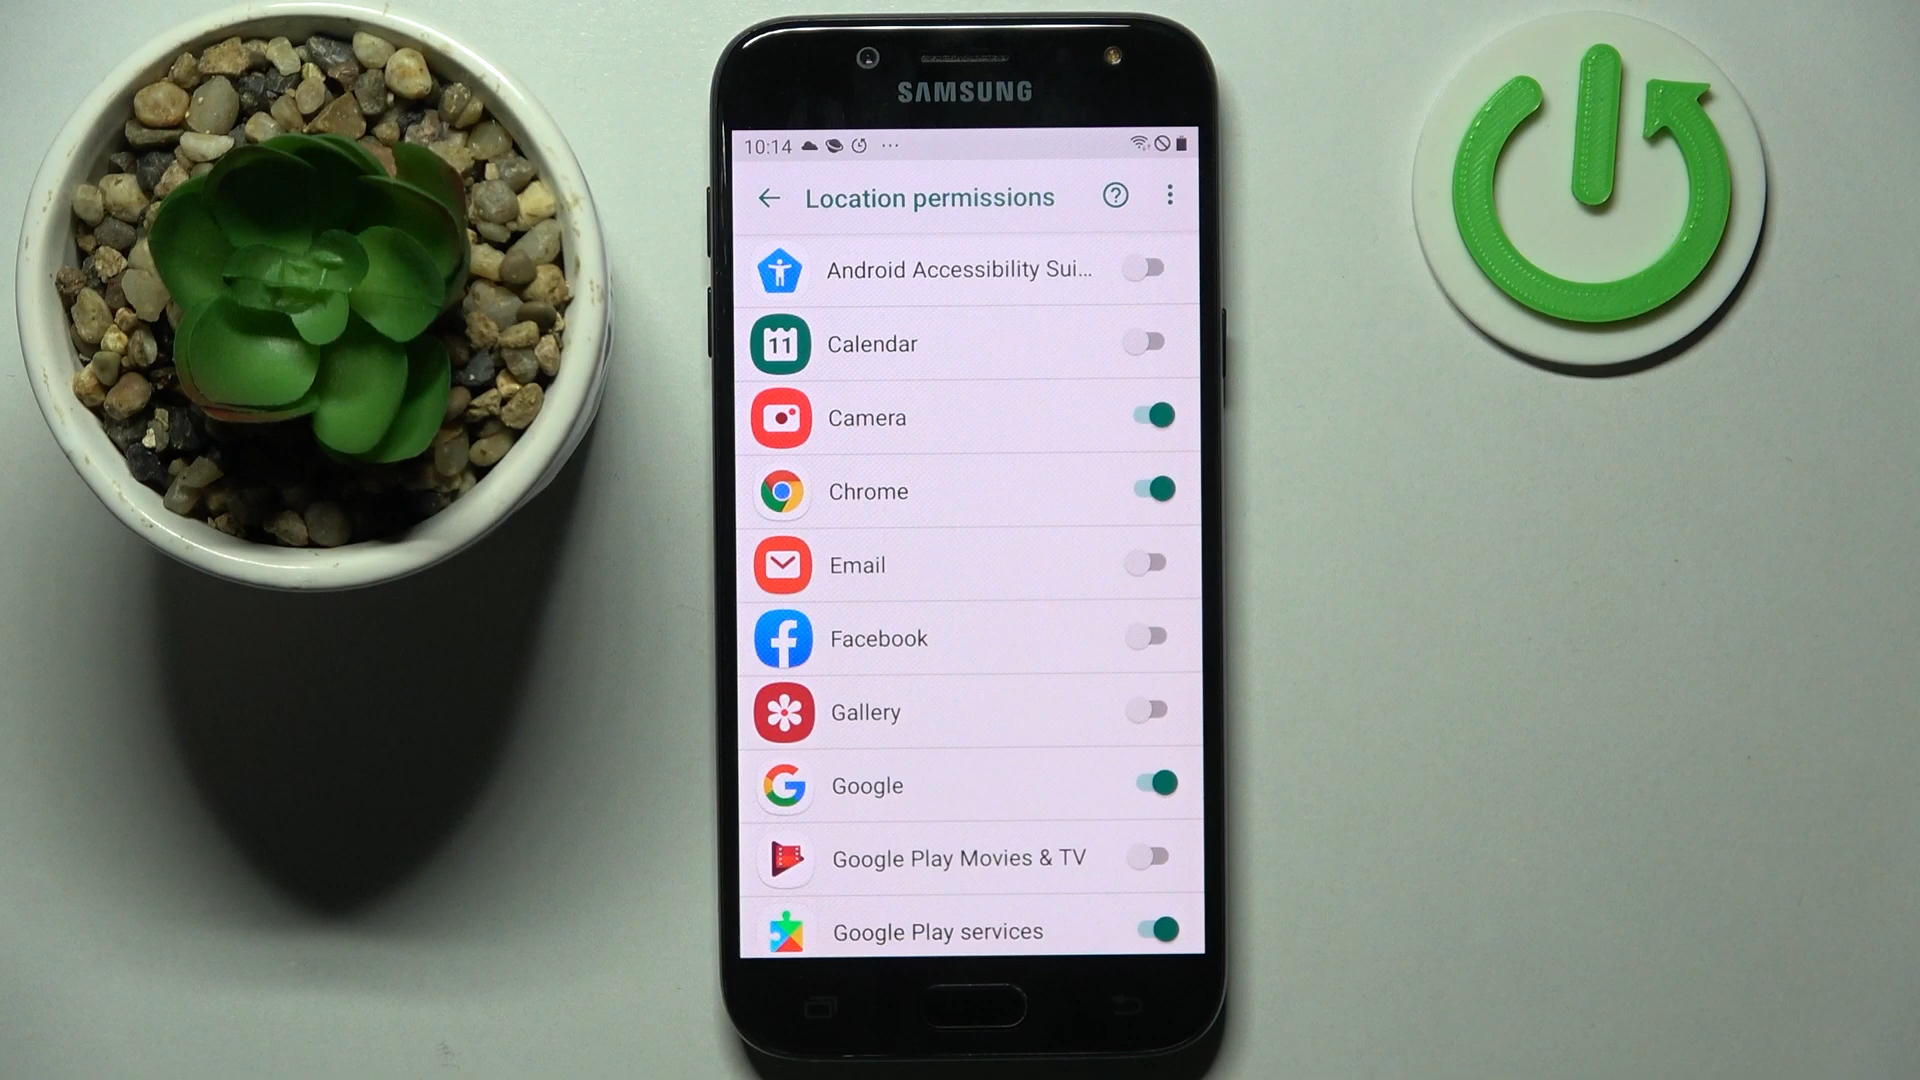 SAMSUNG
10:14 ...
Location permissions
Android Accessibility Sui...
11
Calendar
Camera
Chrome
Email
Facebook
Gallery
Google
Google Play Movies & TV
Google Play services